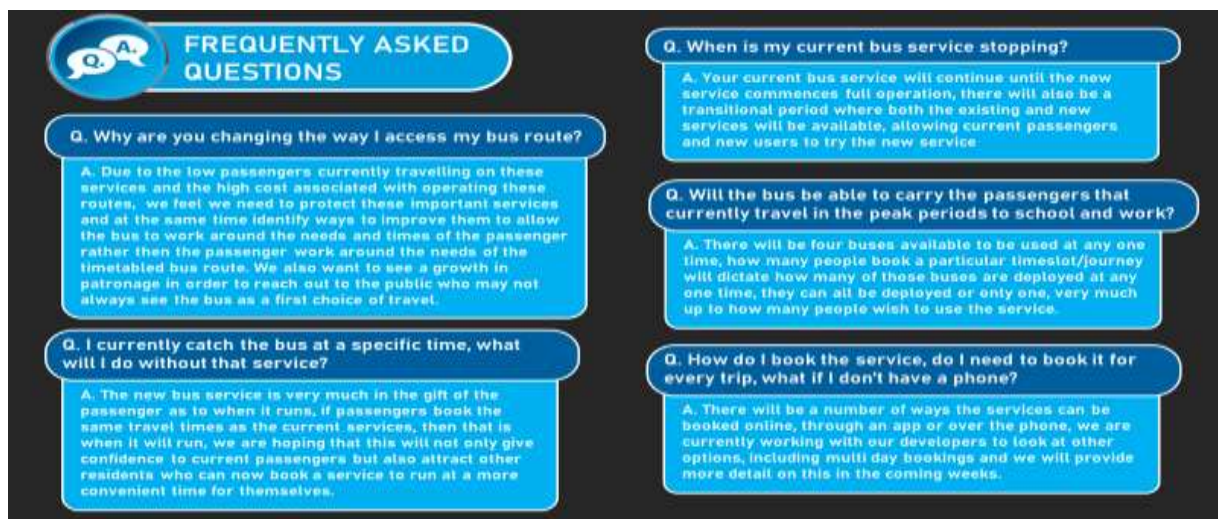 Q.
A.
FREQUENTLY ASKED
QUESTIONS
Q. Why are you changing the way I access my bus route?
A. Due to the low passengers currently travelling on these
services and the high cost associated with operating these
routes, we feel we need to protect these important services
and at the same time identify ways to improve them to allow
the bus to work around the needs and times of the passenger
rather then the passenger work around the needs of the
timetabled bus route. We also want to see a growth in
patronage in order to reach out to the public who may not
always see the bus as a first choice of travel.
Q. I currently catch the bus at a specific time, what
will I do without that service?
A. The new bus service is very much in the gift of the
passenger as to when it runs, if passengers book the
same travel times as the current services, then that is
when it will run, we are hoping that this will not only give
confidence to current passengers but also attract other
residents who can now book a service to run at a more
convenient time for themselves.
Q. When is my current bus service stopping?
A. Your current bus service will continue until the new
service commences full operation, there will also be a
transitional period where both the existing and new
services will be available, allowing current passengers
and new users to try the new service
Q. Will the bus be able to carry the passengers that
currently travel in the peak periods to school and work?
A. There will be four buses available to be used at any one
time, how many people book a particular timeslot/journey
will dictate how many of those buses are deployed at any
one time, they can all be deployed or only one, very much
up to how many people wish to use the service.
Q. How do I book the service, do I need to book it for
every trip, what if I don't have a phone?
A. There will be a number of ways the services can be
booked online, through an app or over the phone, we are
currently working with our developers to look at other
options, including multi day bookings and we will provide
more detail on this in the coming weeks.